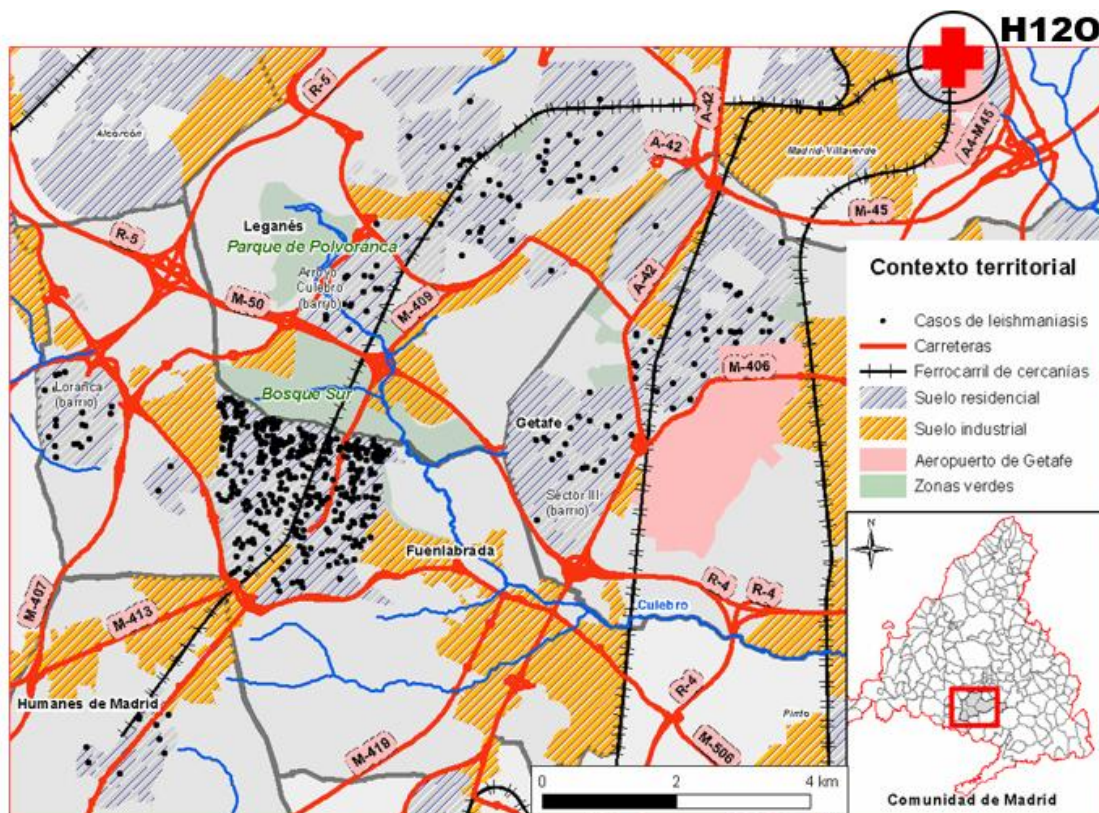 H12O
R-5
Alcorcón
A-42
A-42
Madrid-Villaverde
A4-M45
M-45
Leganés
Parque de Polvoranca
R-5
Arroyo
Culebro
(barrio)
A-42
M-50
M-409
M-406
Loranca
(barrio)
Bosque Sur
Getafe
Sector III
(barrio)
Fuenlabrada
M-407
M-413
Culebro
R-4
R-4
R-4
Humanes de Madrid
Pinto
M-419
M-506
Contexto territorial
Casos de leishmaniasis
Carreteras
Ferrocarril de cercanías
Suelo residencial
Suelo industrial
Aeropuerto de Getafe
Zonas verdes
N
Comunidad de Madrid
0 2 4 km